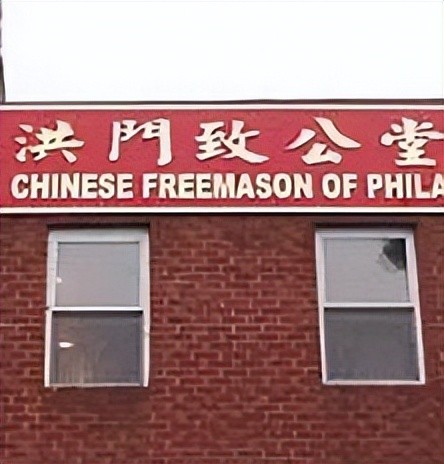 洪門致公堂
CHINESE FREEMASON OF PHILA